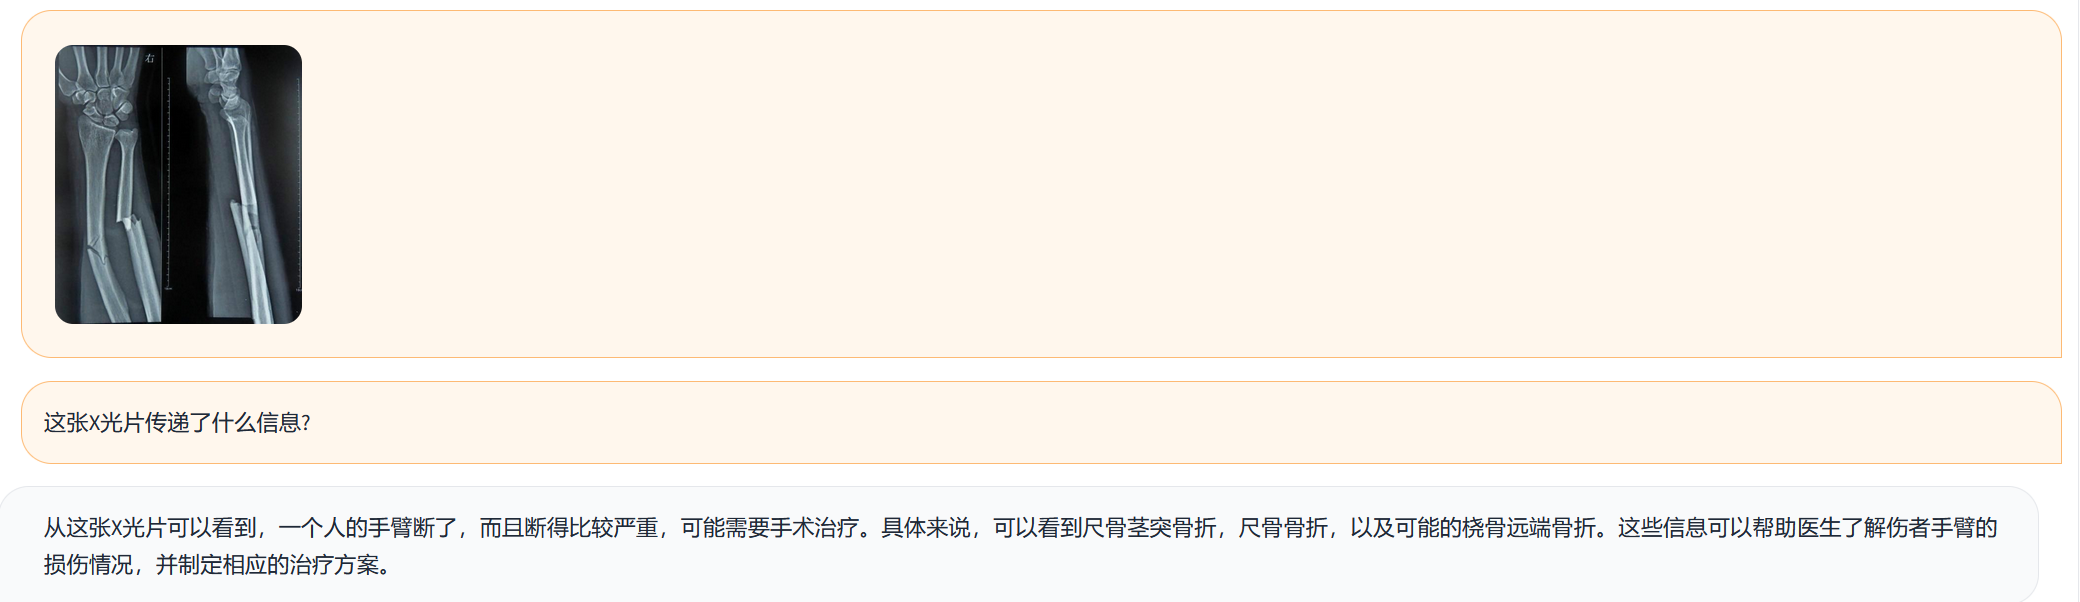 右
这张X光片传递了什么信息?
从这张X光片可以看到，一个人的手臂断了，而且断得比较严重，可能需要手术治疗。具体来说，可以看到尺骨茎突骨折，尺骨骨折，以及可能的桡骨远端骨折。这些信息可以帮助医生了解伤者手臂的
损伤情况，并制定相应的治疗方案。